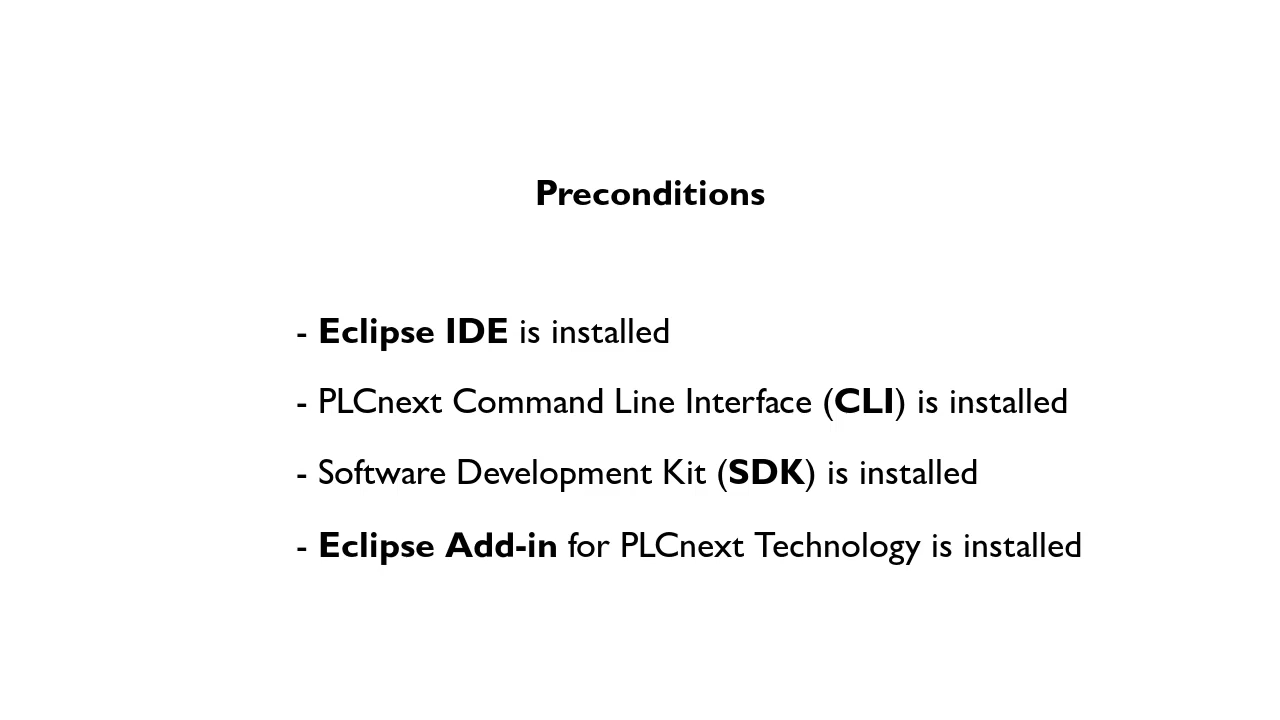 Preconditions
- Eclipse IDE is installed
- PLCnext Command Line Interface (CLI) is installed
- Software Development Kit (SDK) is installed
- Eclipse Add-in for PLCnext Technology is installed